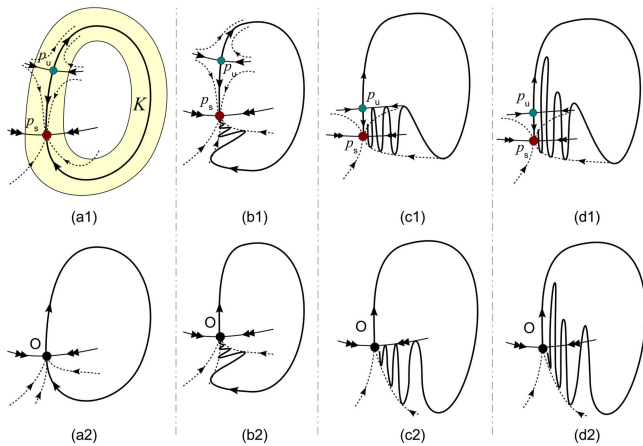 p_u
K
p_s
(a1)
p_u
p_s
(b1)
p_u
p_s
(c1)
p_u
p_s
(d1)
O
(a2)
O
(b2)
O
(c2)
O
(d2)